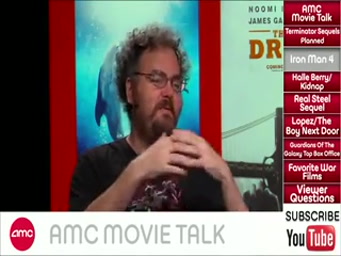 NOOMI
JAMES GA
DR
COMING
AMC
Movie Talk
Terminator Sequels
Planned
Iron Man 4
Halle Berry/
Kidnap
Real Steel
Sequel
Lopez/The
Boy Next Door
Guardians Of The
Galaxy Top Box Office
Favorite War
Films
Viewer
Questions
amc
AMC MOVIE TALK
SUBSCRIBE
YouTube